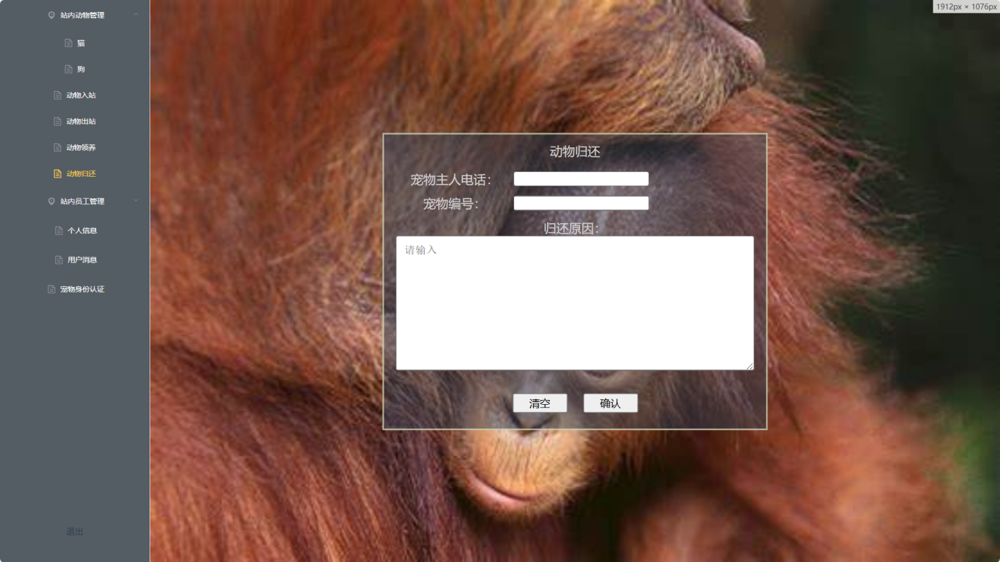 站内动物管理
猫
狗
动物入站
动物出站
动物领养
动物归还
站内员工管理
个人信息
用户消息
宠物身份认证
退出
1912px × 1076px
动物归还
宠物主人电话：
宠物编号：
归还原因：
请输入
清空
确认